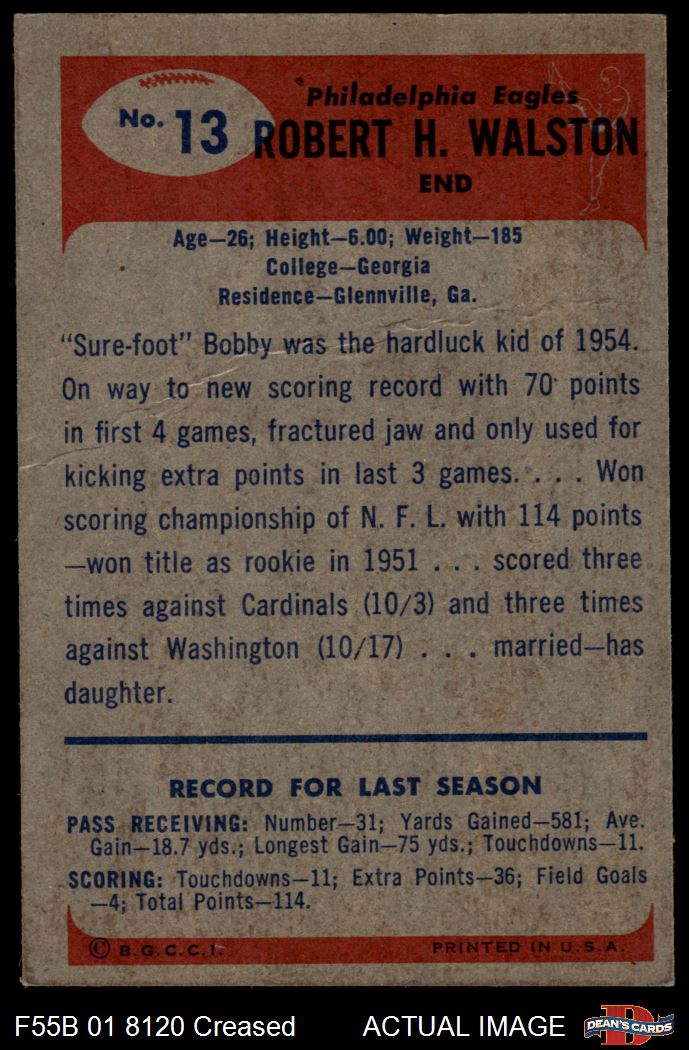 Philadelphia Eagles
No. 13 ROBERT H. WALSTON
END
Age—26; Height—6.00; Weight—185
College—Georgia
Residence—Glennville, Ga.
"Sure-foot" Bobby was the hardluck kid of 1954.
On way to new scoring record with 70 points
in first 4 games, fractured jaw and only used for
kicking extra points in last 3 games. . . . Won
scoring championship of N. F. L. with 114 points
—won title as rookie in 1951 . . . scored three
times against Cardinals (10/3) and three times
against Washington (10/17) . . . married—has
daughter.
RECORD FOR LAST SEASON
PASS RECEIVING: Number—31; Yards Gained—581; Ave.
Gain—18.7 yds.; Longest Gain—75 yds.; Touchdowns—11.
SCORING: Touchdowns—11; Extra Points—36; Field Goals
—4; Total Points—114.
© B.G.C.C.I. PRINTED IN U.S.A.
F55B 01 8120 Creased ACTUAL IMAGE D DEAN'S CARDS